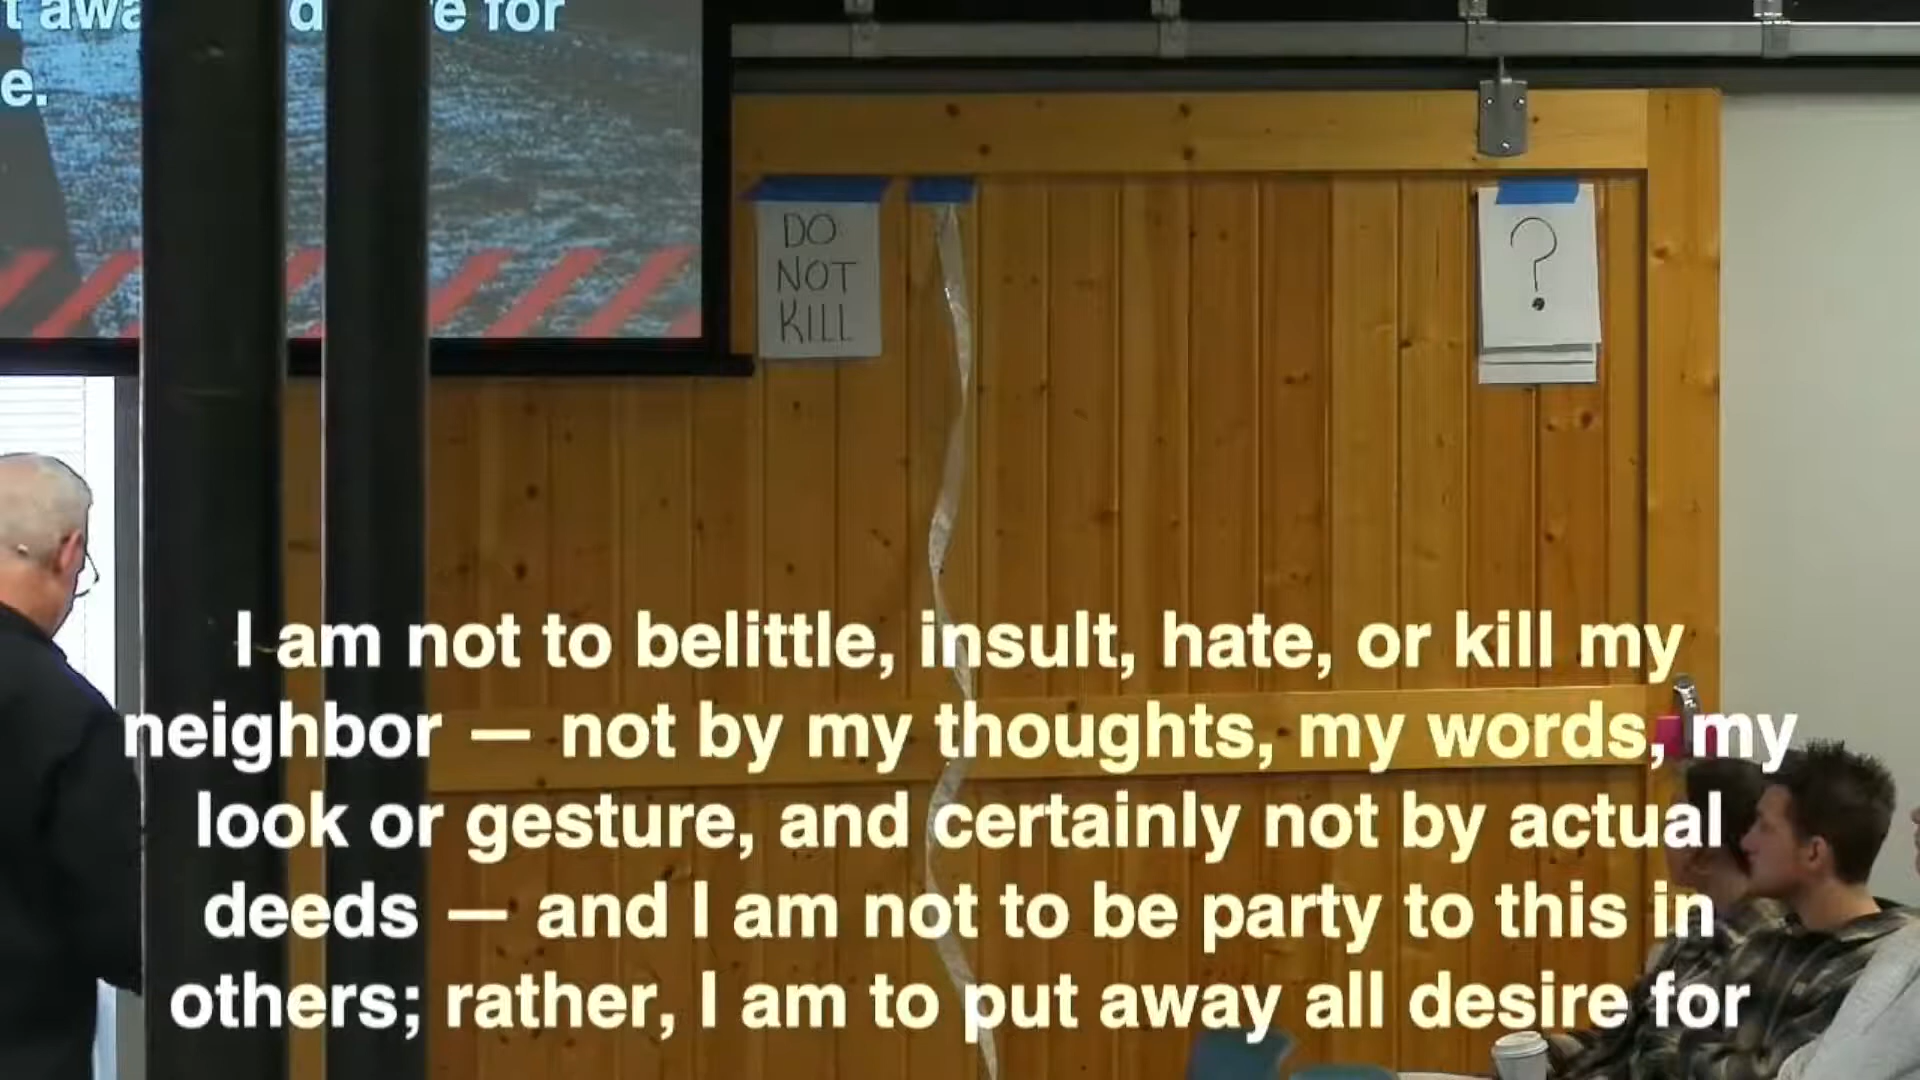 t awa d e for
e.
DO
NOT
KILL
?
I am not to belittle, insult, hate, or kill my
neighbor — not by my thoughts, my words, my
look or gesture, and certainly not by actual
deeds — and I am not to be party to this in
others; rather, I am to put away all desire for